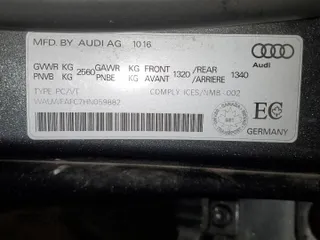 MFD. BY AUDI AG 10 16
GVWR KG 2560 GAWR KG FRONT 1320 /REAR 1340
PNVB KG PNBE KG AVANT /ARRIERE
Audi
TYPE PC/VT COMPLY ICES/NMB-002
EC
GERMANY